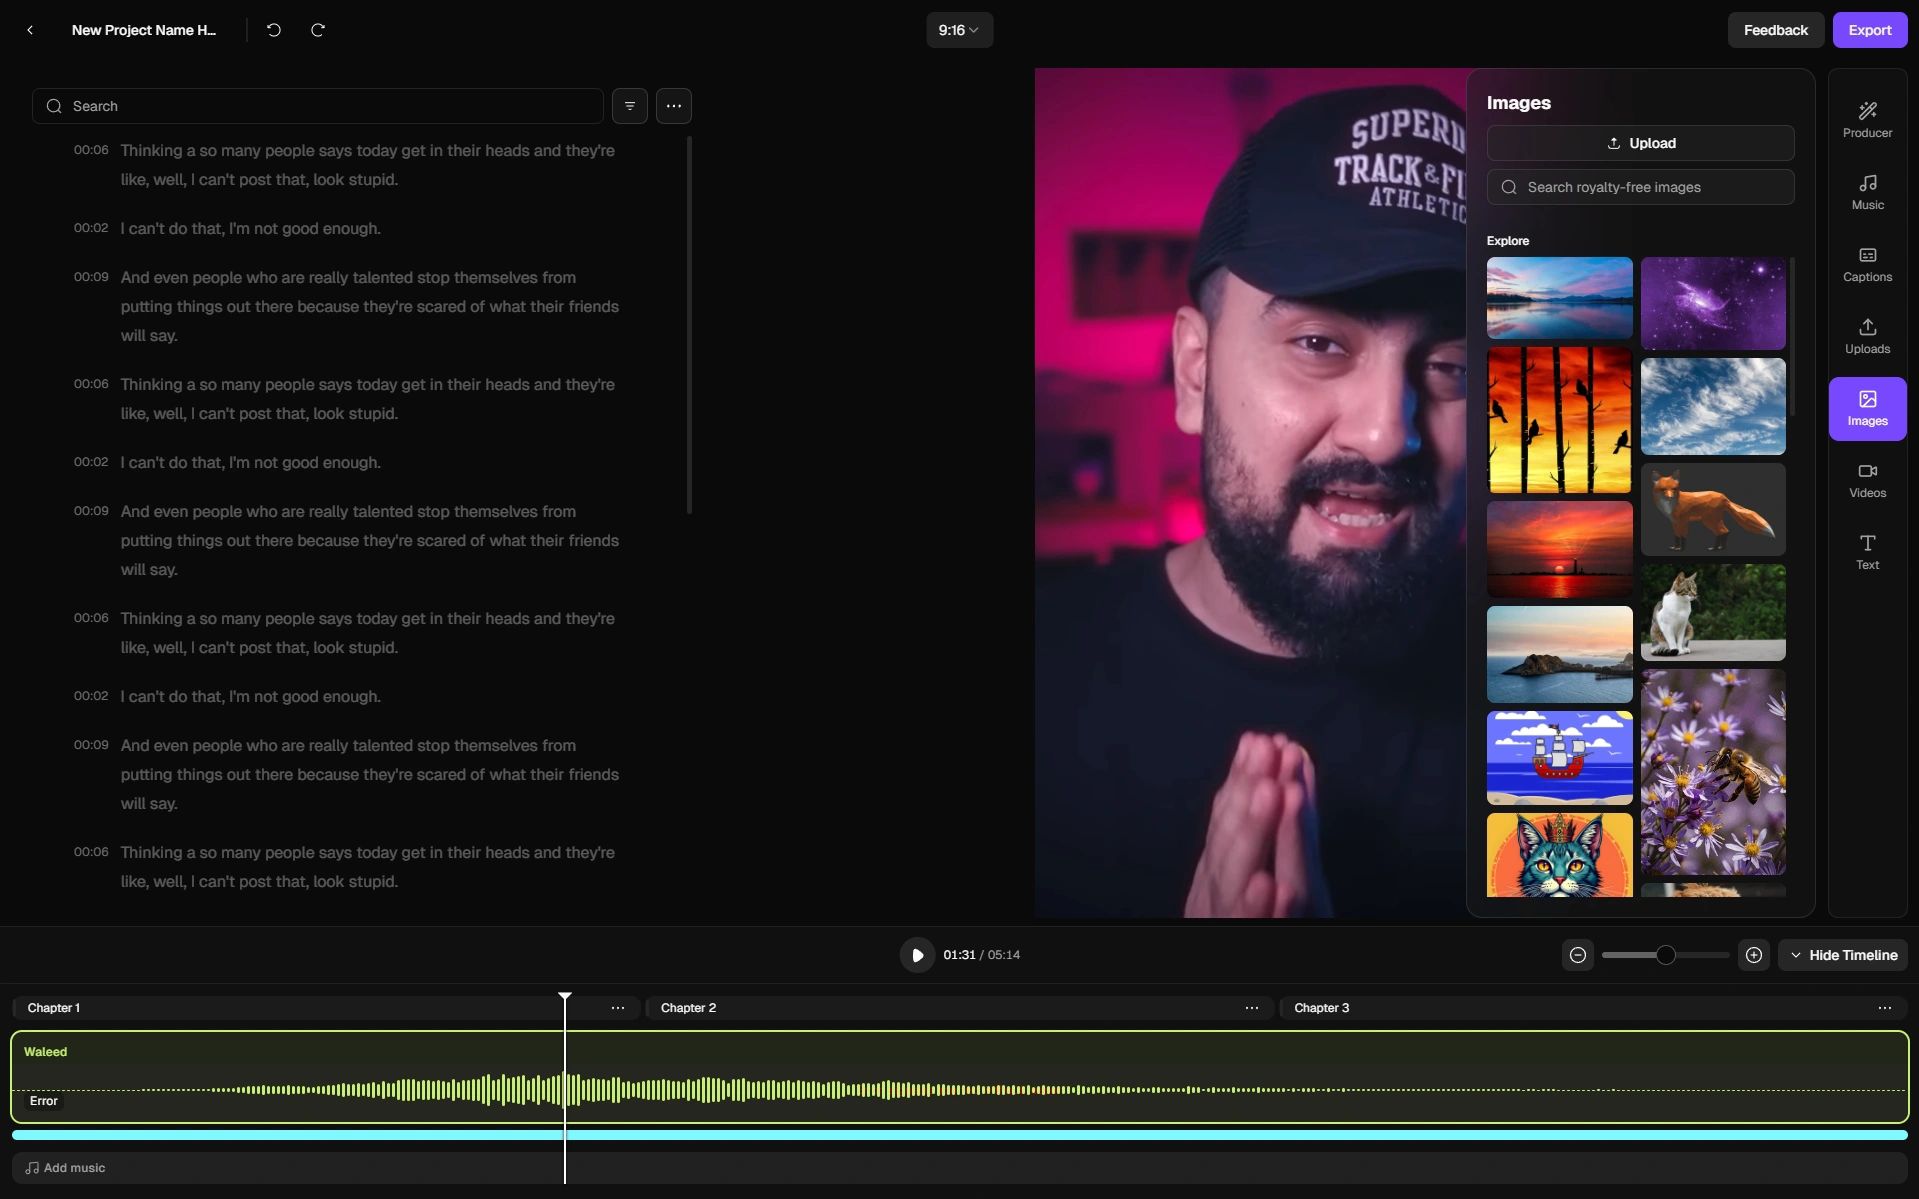 New Project Name H...
9:16
Feedback
Export
Search
00:06 Thinking a so many people says today get in their heads and they're
like, well, I can't post that, look stupid.
00:02 I can't do that, I'm not good enough.
00:09 And even people who are really talented stop themselves from
putting things out there because they're scared of what their friends
will say.
00:06 Thinking a so many people says today get in their heads and they're
like, well, I can't post that, look stupid.
00:02 I can't do that, I'm not good enough.
00:09 And even people who are really talented stop themselves from
putting things out there because they're scared of what their friends
will say.
00:06 Thinking a so many people says today get in their heads and they're
like, well, I can't post that, look stupid.
00:02 I can't do that, I'm not good enough.
00:09 And even people who are really talented stop themselves from
putting things out there because they're scared of what their friends
will say.
00:06 Thinking a so many people says today get in their heads and they're
like, well, I can't post that, look stupid.
SUPERD
TRACK & FI
ATHLETIC
Images
Upload
Search royalty-free images
Explore
Producer
Music
Captions
Uploads
Images
Videos
Text
01:31 / 05:14
Hide Timeline
Chapter 1
Chapter 2
Chapter 3
Waleed
Error
Add music